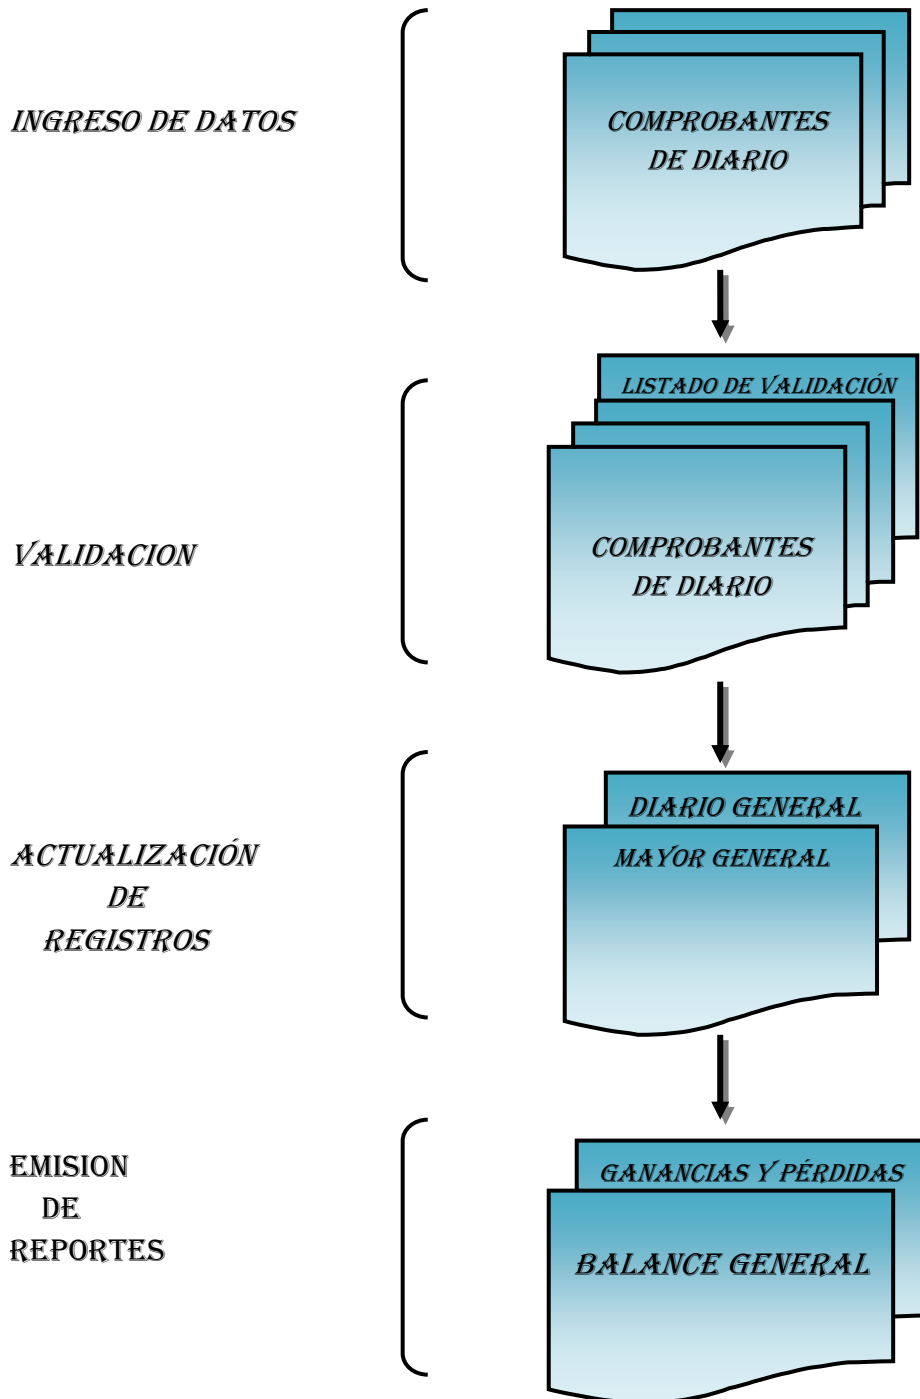 INGRESO DE DATOS
COMPROBANTES
DE DIARIO
LISTADO DE VALIDACIÓN
VALIDACION
COMPROBANTES
DE DIARIO
ACTUALIZACIÓN
DE
REGISTROS
DIARIO GENERAL
MAYOR GENERAL
EMISION
DE
REPORTES
GANANCIAS Y PÉRDIDAS
BALANCE GENERAL